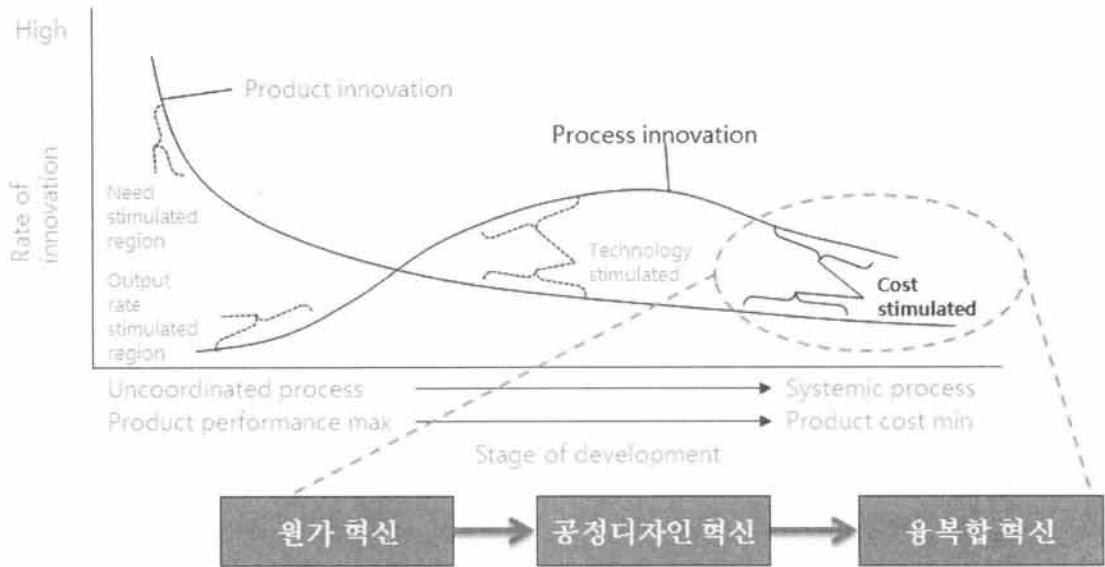 High
Product innovation
Process innovation
Rate of
innovation
Need
stimulated
region
Technology
stimulated
Output
rate
stimulated
region
Cost
stimulated
Uncoordinated process
Systemic process
Product performance max
Product cost min
Stage of development
원가 혁신
공정디자인 혁신
융복합 혁신